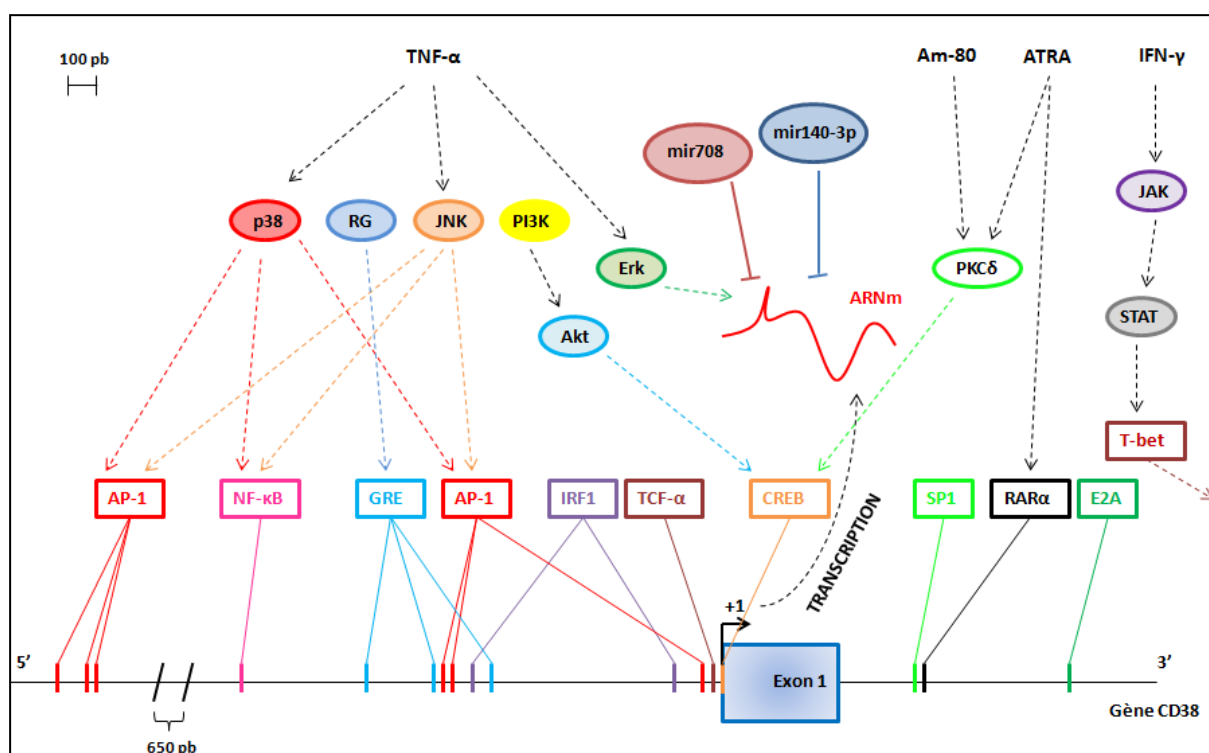 100 pb
TNF-α
Am-80
ATRA
IFN-γ
mir708
mir140-3p
p38
RG
JNK
PI3K
JAK
Erk
PKCδ
ARNm
STAT
Akt
T-bet
AP-1
NF-κB
GRE
AP-1
IRF1
TCF-α
CREB
SP1
RARα
E2A
TRANSCRIPTION
+1
5’
Exon 1
3’
Gène CD38
650 pb